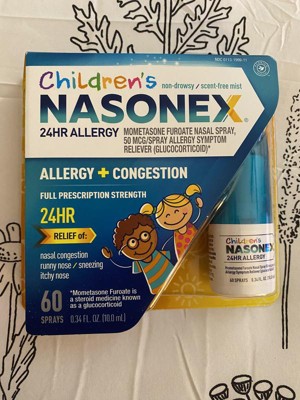 Children's
non-drowsy / scent-free mist
NASONEX
24HR ALLERGY
MOMETASONE FUROATE NASAL SPRAY,
50 MCG/SPRAY ALLERGY SYMPTOM
RELIEVER (GLUCOCORTICOID)*
ALLERGY + CONGESTION
FULL PRESCRIPTION STRENGTH
24HR
RELIEF of:
nasal congestion
runny nose / sneezing
itchy nose
60
SPRAYS
*Mometasone Furoate is
a steroid medicine known as
a glucocorticoid
0.34 FL. OZ (10.0 mL)
Children's
NASONEX
24HR ALLERGY
60 SPRAYS